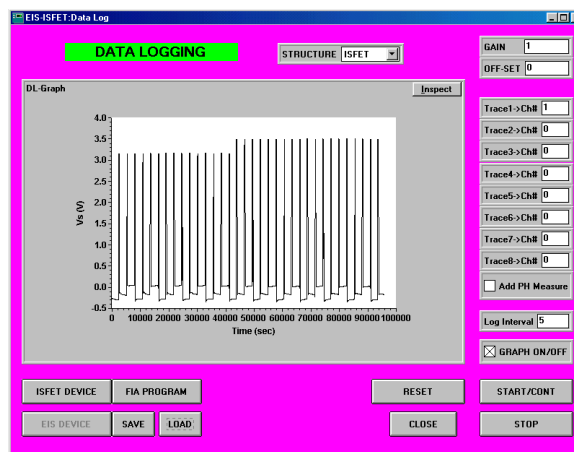 EIS-ISFET:Data Log
DATA LOGGING
STRUCTURE ISFET
GAIN 1
OFF-SET 0
DL-Graph
Inspect
4.0
3.5
3.0
2.5
2.0
1.5
1.0
0.5
0.0
-0.5
Vs (V)
0 10000 20000 30000 40000 50000 60000 70000 80000 90000 100000
Time (sec)
Trace1->Ch# 1
Trace2->Ch# 0
Trace3->Ch# 0
Trace4->Ch# 0
Trace5->Ch# 0
Trace6->Ch# 0
Trace7->Ch# 0
Trace8->Ch# 0
Add PH Measure
Log Interval 5
GRAPH ON/OFF
ISFET DEVICE
FIA PROGRAM
RESET
START/CONT
EIS DEVICE
SAVE
LOAD
CLOSE
STOP